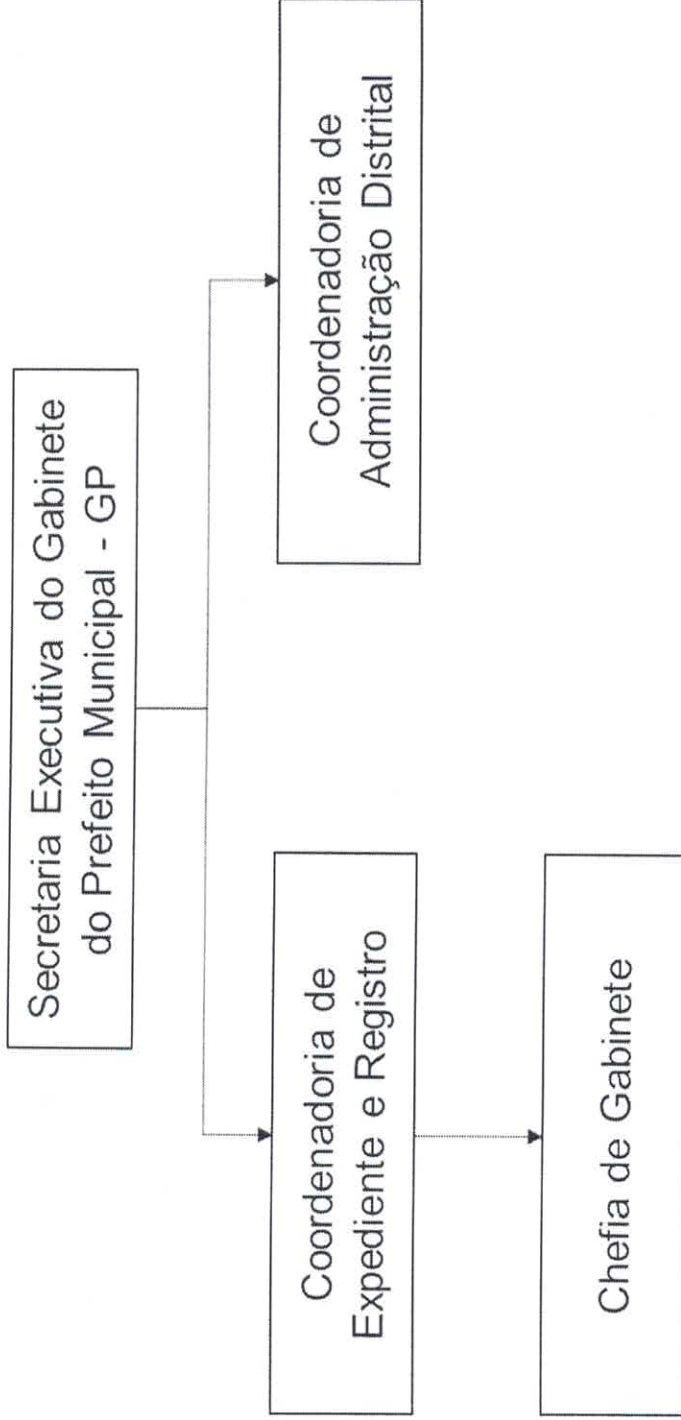 Secretaria Executiva do Gabinete
do Prefeito Municipal - GP
Coordenadoria de
Expediente e Registro
Coordenadoria de
Administração Distrital
Chefia de Gabinete